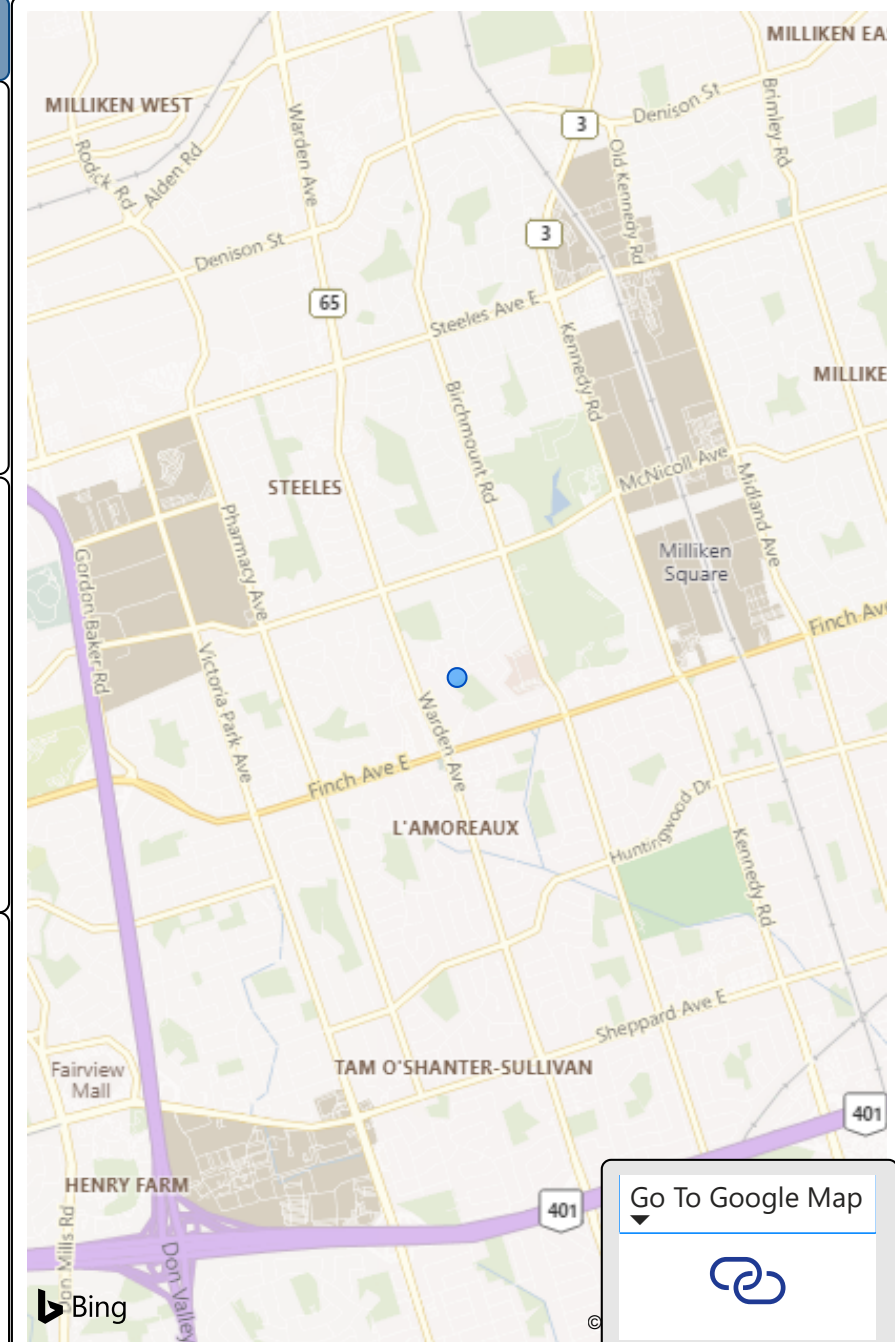 MILLIKEN EA
MILLIKEN WEST
Denison St
3
Brimley Rd
Warden Ave
Rodick Rd
Alden Rd
Old Kennedy Rd
3
Denison St
65
Steeles Ave E
Kennedy Rd
MILLIKE
Birchmount Rd
McNicoll Ave
STEELES
Midland Ave
Pharmacy Ave
Milliken
Square
Gordon Baker Rd
Finch Av
Victoria Park Ave
Warden Ave
Finch Ave E
L'AMOREAUX
Huntingwood Dr
Kennedy Rd
Sheppard Ave E
Fairview
Mall
TAM O'SHANTER-SULLIVAN
401
HENRY FARM
401
Go To Google Map
Don Mills Rd
Don Valley
Bing
©